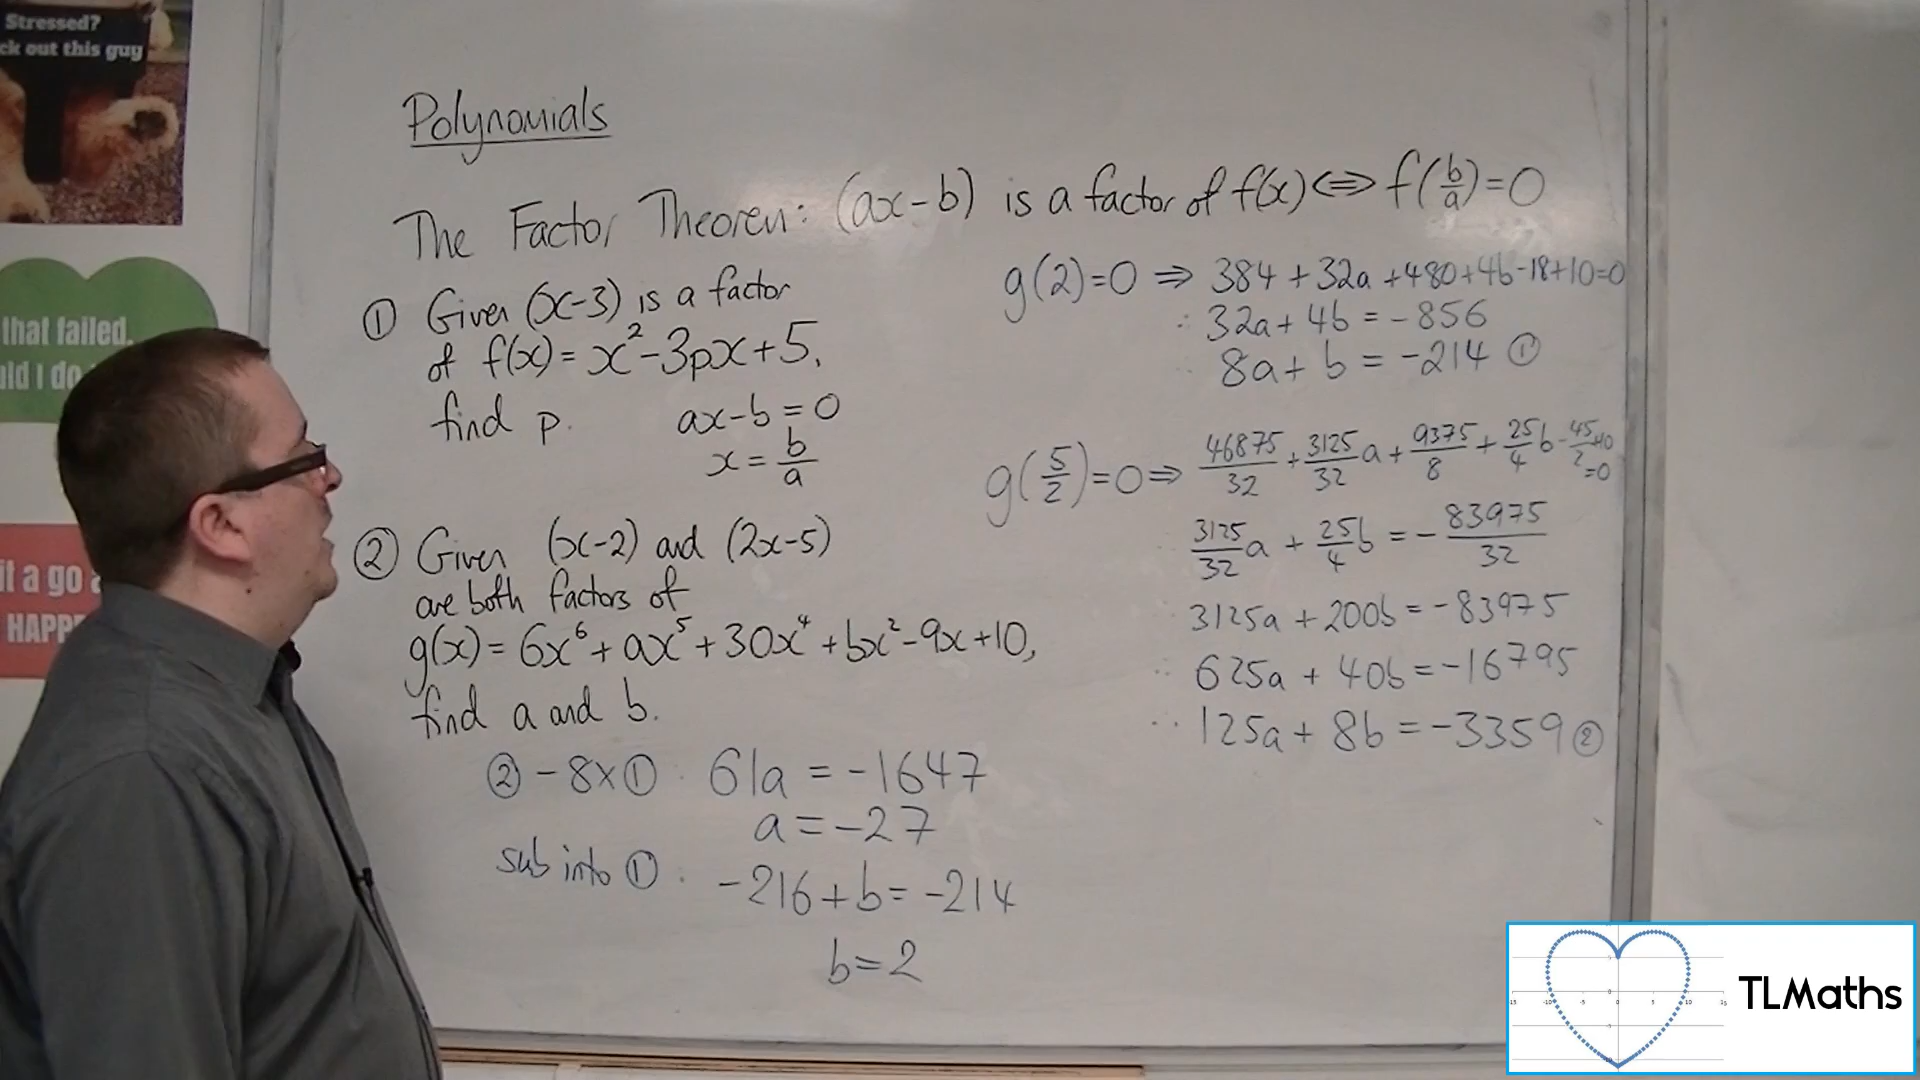 Stressed?
ck out this guy
that failed.
uld I do
it a go a
HAPP
Polynomials
The Factor Theorem: (ax-b) is a factor of f(x) ⇔ f(b/a)=0
① Given (x-3) is a factor
of f(x) = x²-3px+5,
find p.
ax-b=0
x = b/a
② Given (x-2) and (2x-5)
are both factors of
g(x) = 6x⁶ + ax⁵ + 30x⁴ + bx² - 9x + 10,
find a and b.
② - 8×① : 61a = -1647
a = -27
sub into ① : -216+b = -214
b=2
g(2)=0 ⇒ 384 + 32a + 480 + 4b - 18 + 10 = 0
∴ 32a + 4b = -856
∴ 8a + b = -214 ①
g(5/2)=0 ⇒ 46875/32 + 3125/32 a + 9375/8 + 25/4 b - 45/2 + 10 = 0
∴ 3125/32 a + 25/4 b = - 83975/32
∴ 3125a + 200b = -83975
∴ 625a + 40b = -16795
∴ 125a + 8b = -3359 ②
TLMaths